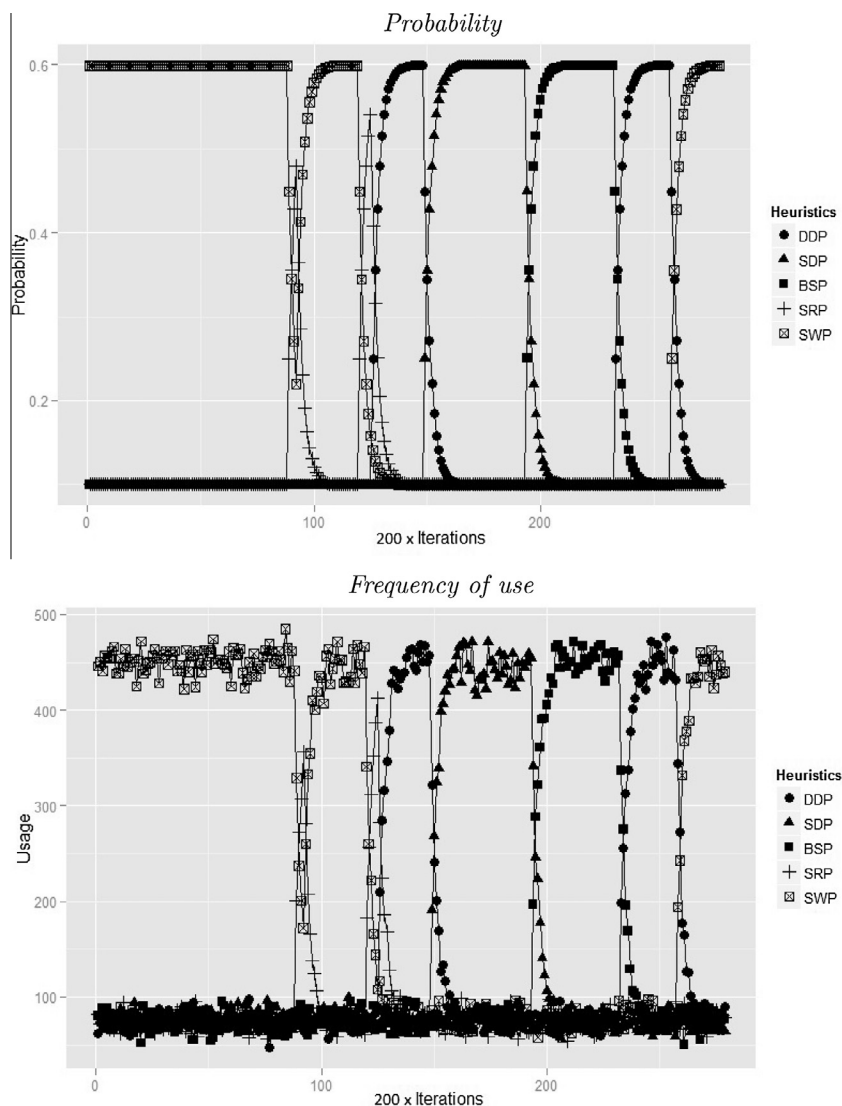 Probability
0.6
0.4
0.2
Probability
0
100
200
200 x Iterations
Heuristics
DDP
SDP
BSP
SRP
SWP
Frequency of use
500
400
300
200
100
Usage
0
100
200
200 x Iterations
Heuristics
DDP
SDP
BSP
SRP
SWP